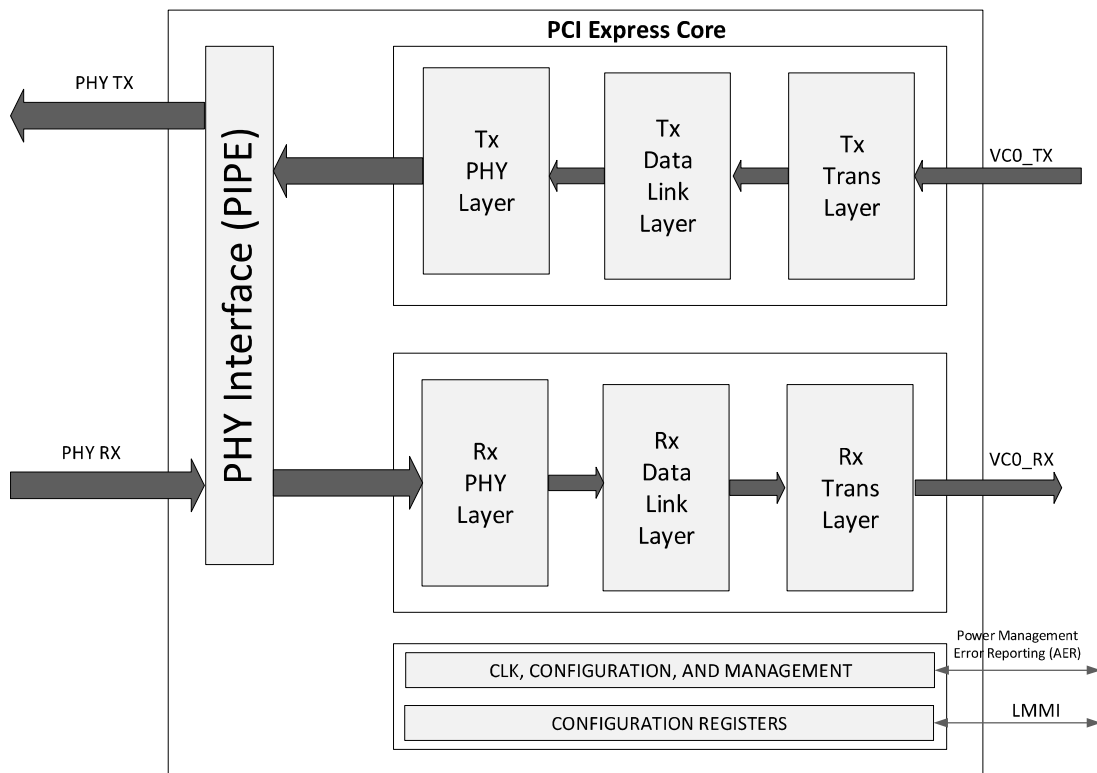 PCI Express Core
PHY TX
PHY Interface (PIPE)
Tx
PHY
Layer
Tx
Data
Link
Layer
Tx
Trans
Layer
VC0_TX
PHY RX
Rx
PHY
Layer
Rx
Data
Link
Layer
Rx
Trans
Layer
VC0_RX
Power Management
Error Reporting (AER)
CLK, CONFIGURATION, AND MANAGEMENT
CONFIGURATION REGISTERS
LMMI